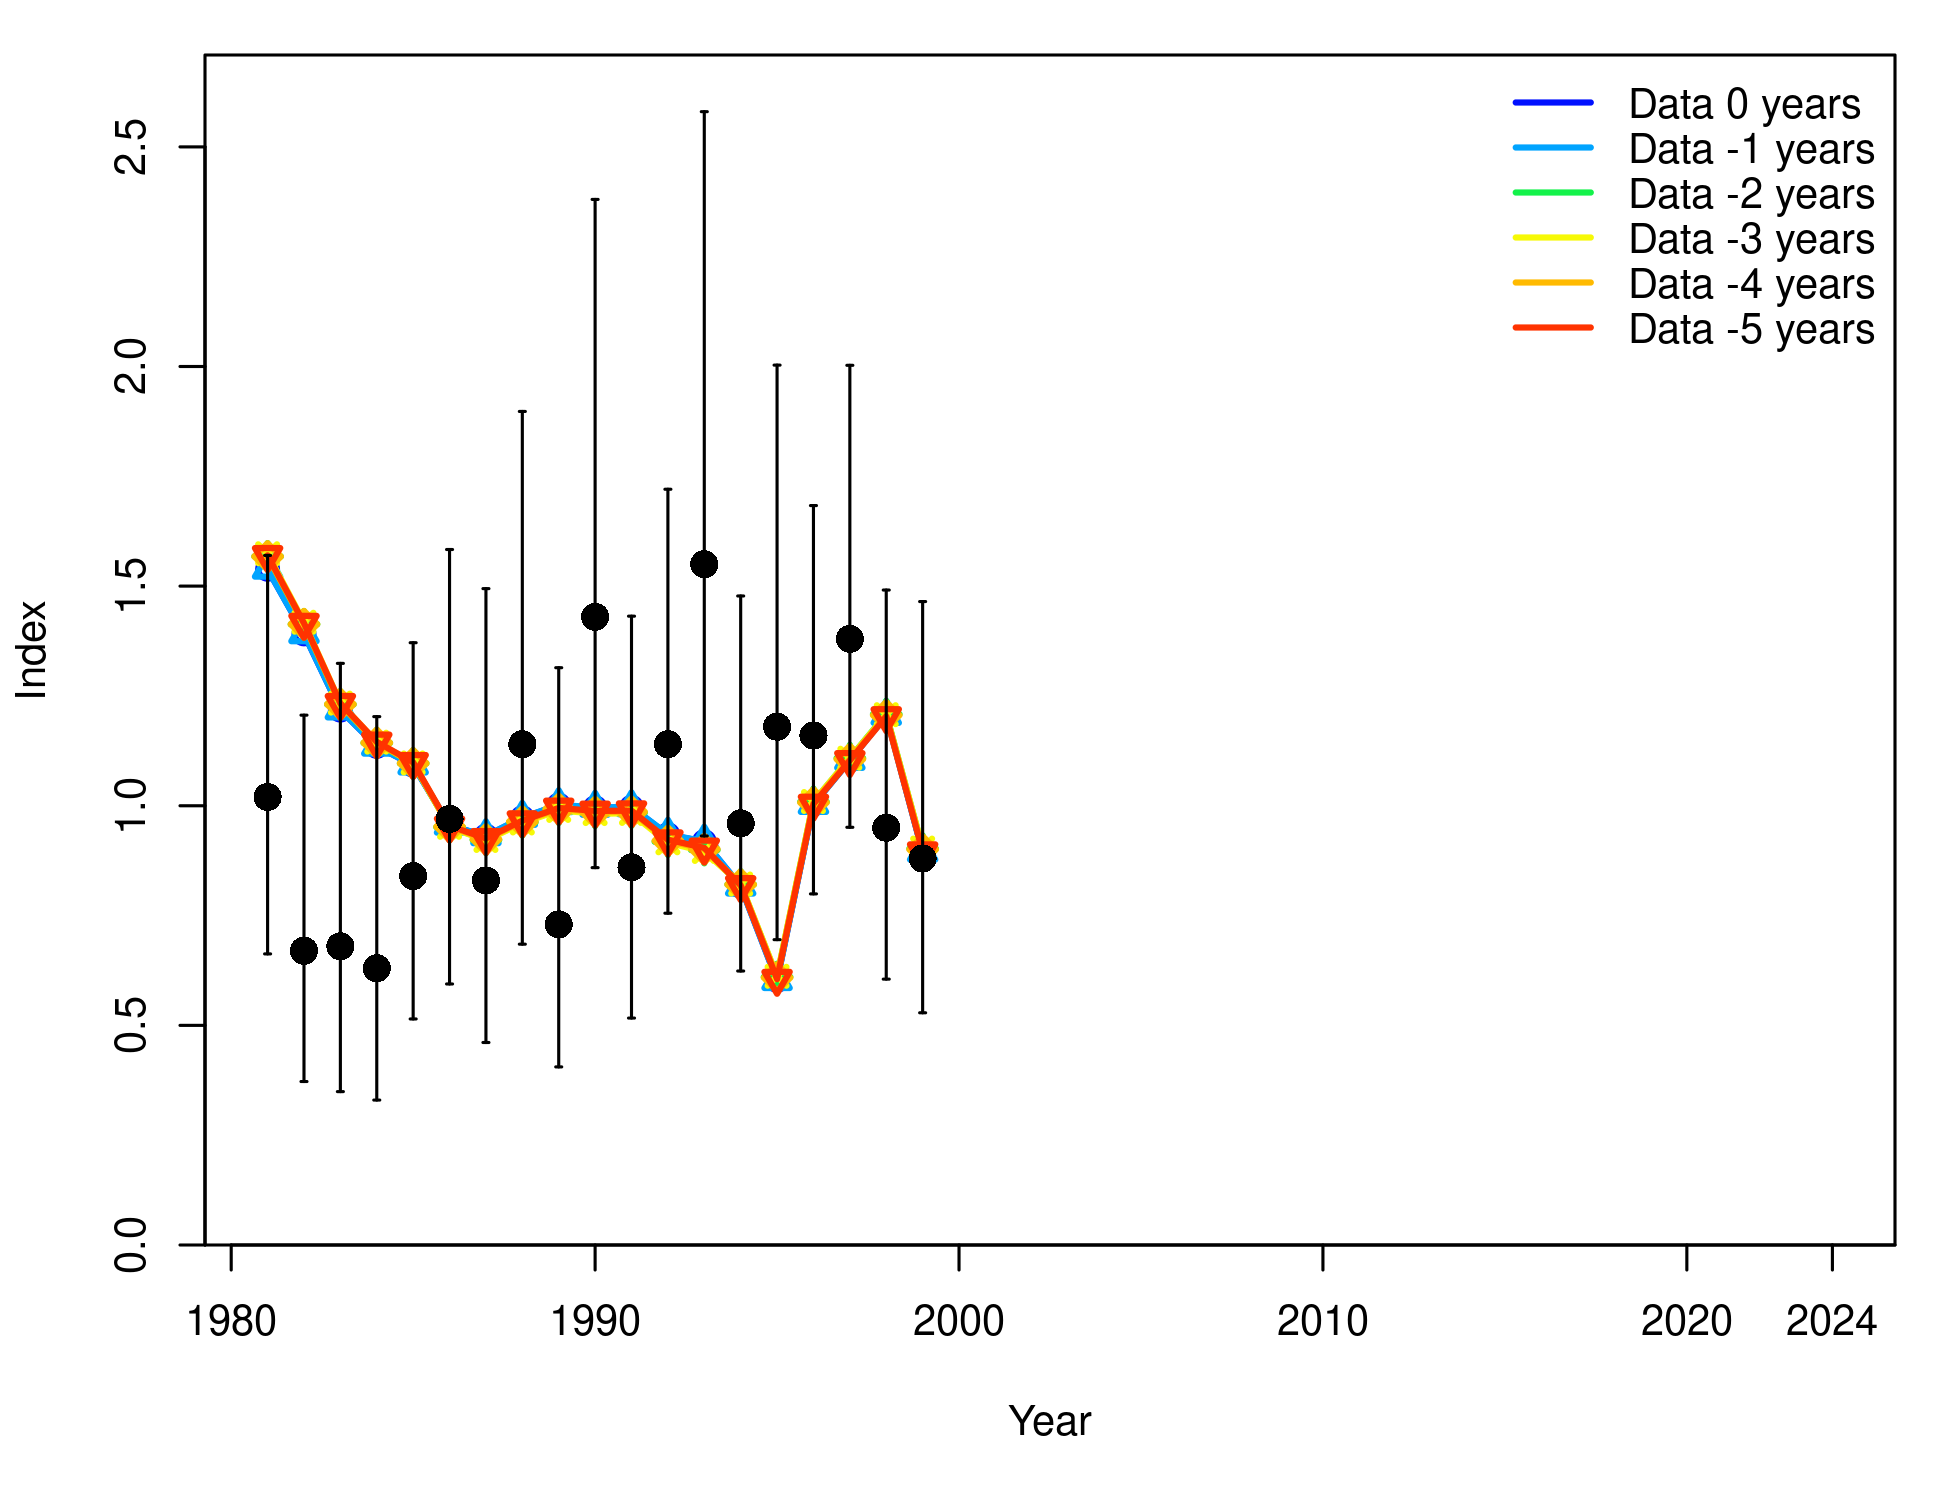 Data 0 years
Data -1 years
Data -2 years
Data -3 years
Data -4 years
Data -5 years
2.5
2.0
1.5
1.0
0.5
0.0
Index
1980 1990 2000 2010 2020 2024
Year